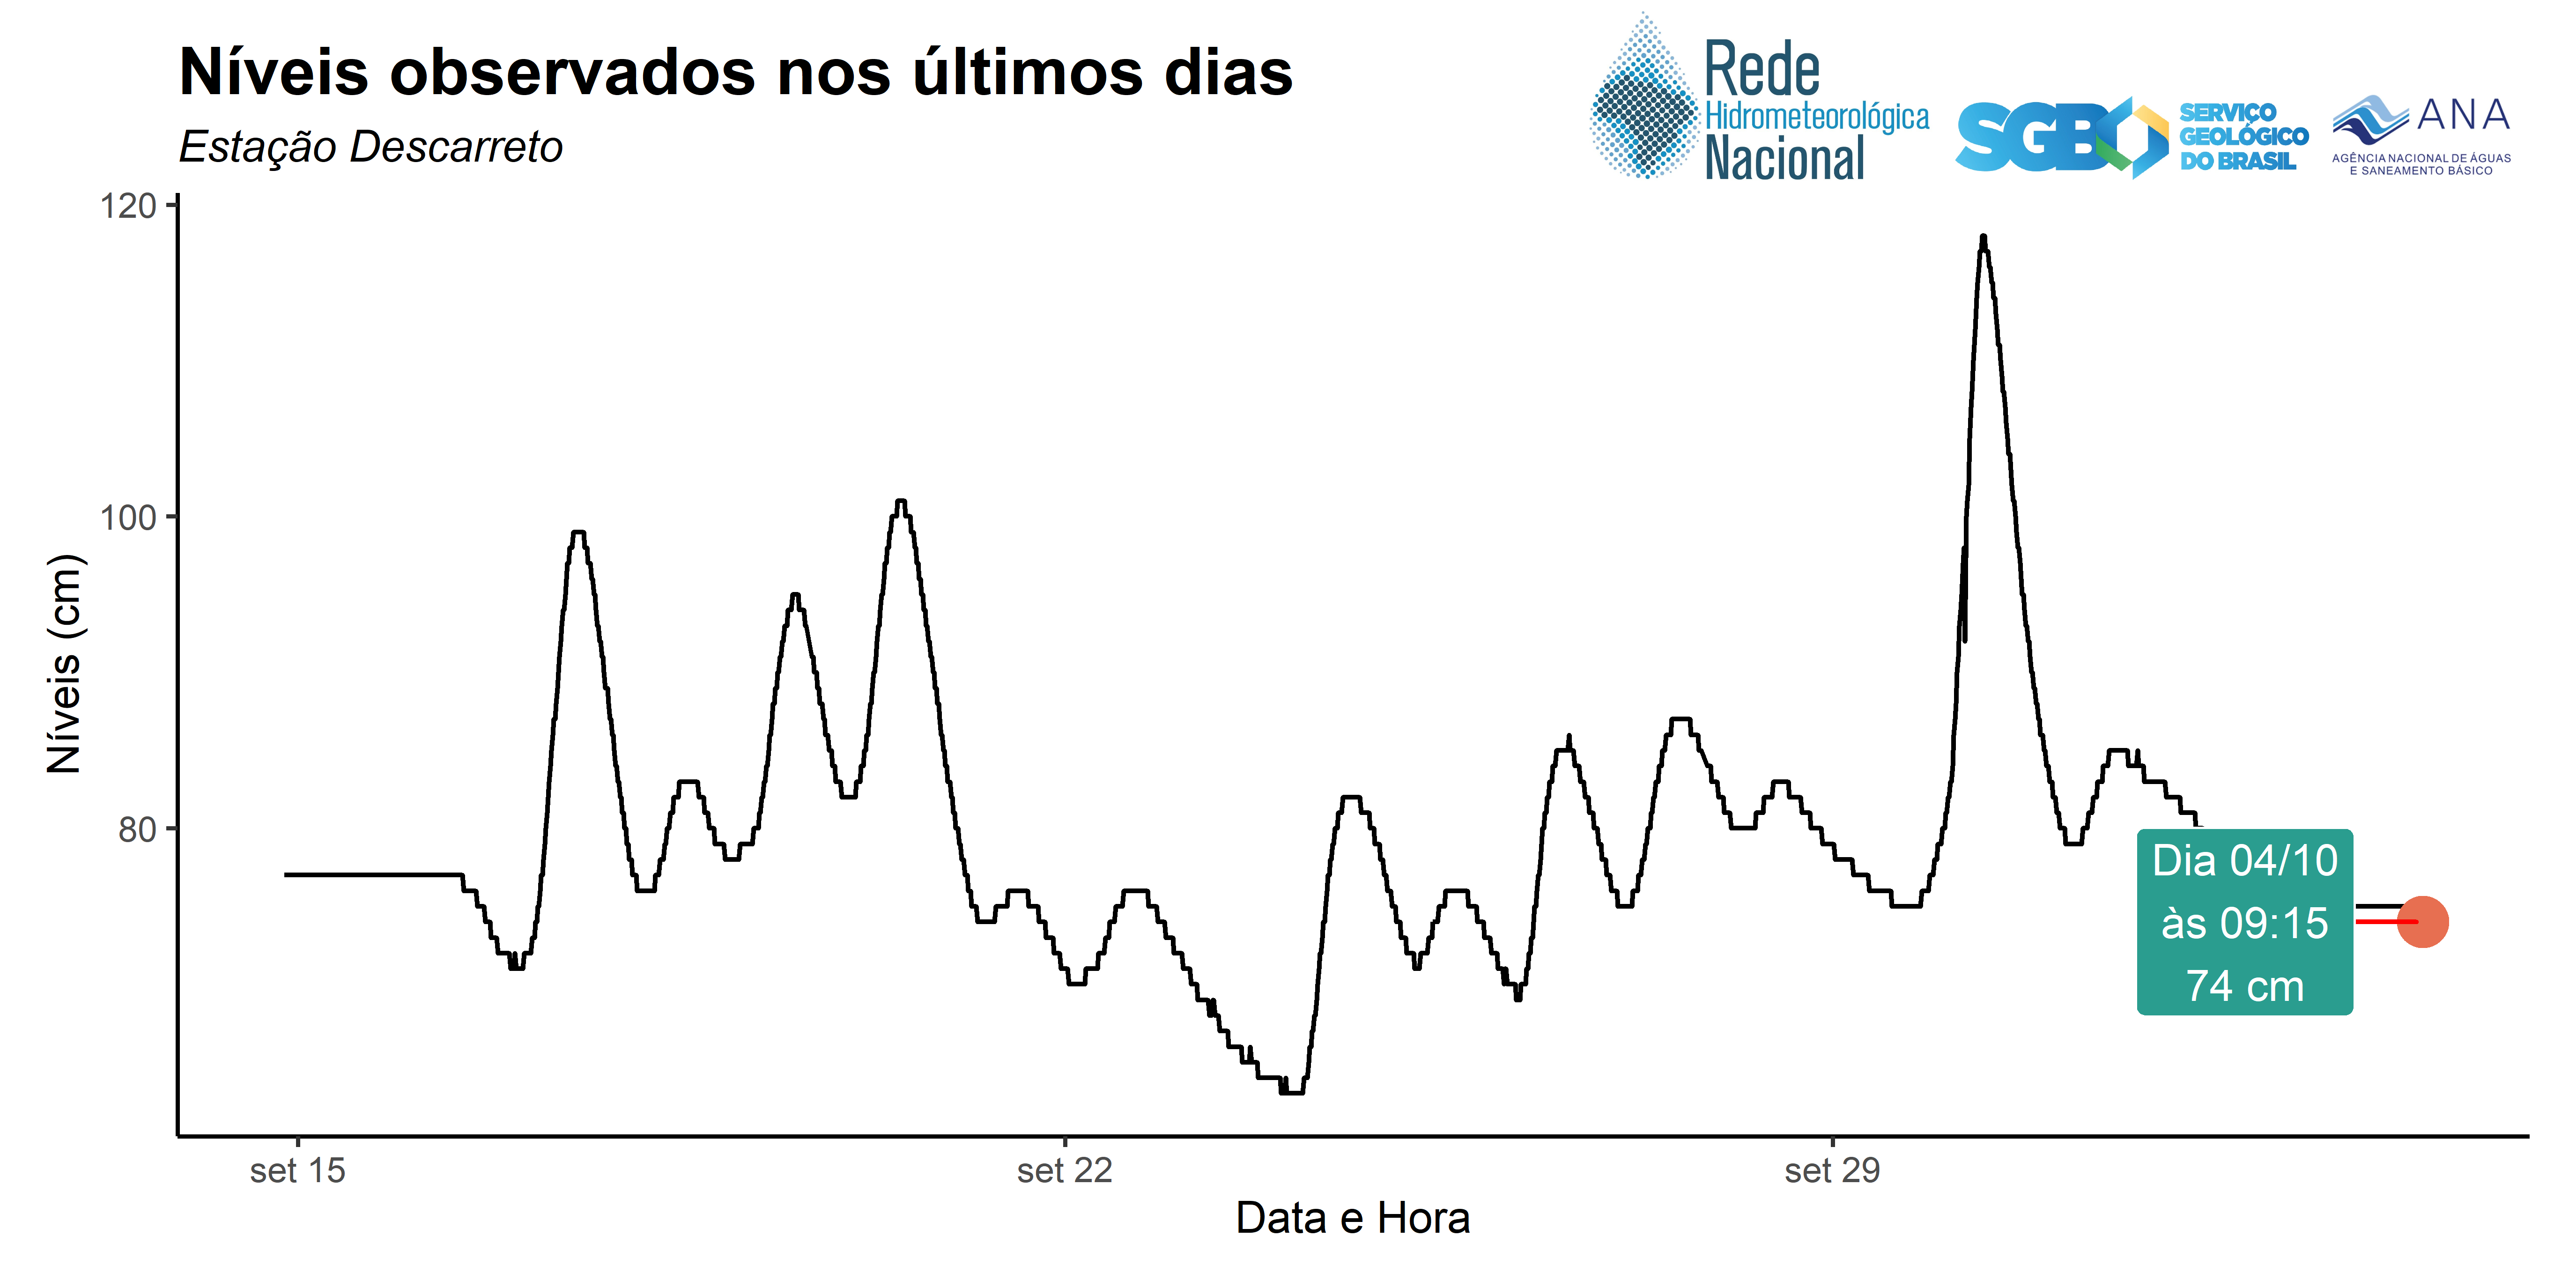 Níveis observados nos últimos dias
Estação Descarreto
Rede
Hidrometeorológica
Nacional
SGB
SERVIÇO
GEOLÓGICO
DO BRASIL
ANA
AGÊNCIA NACIONAL DE ÁGUAS
E SANEAMENTO BÁSICO
Níveis (cm)
120
100
80
Dia 04/10
às 09:15
74 cm
set 15
set 22
set 29
Data e Hora